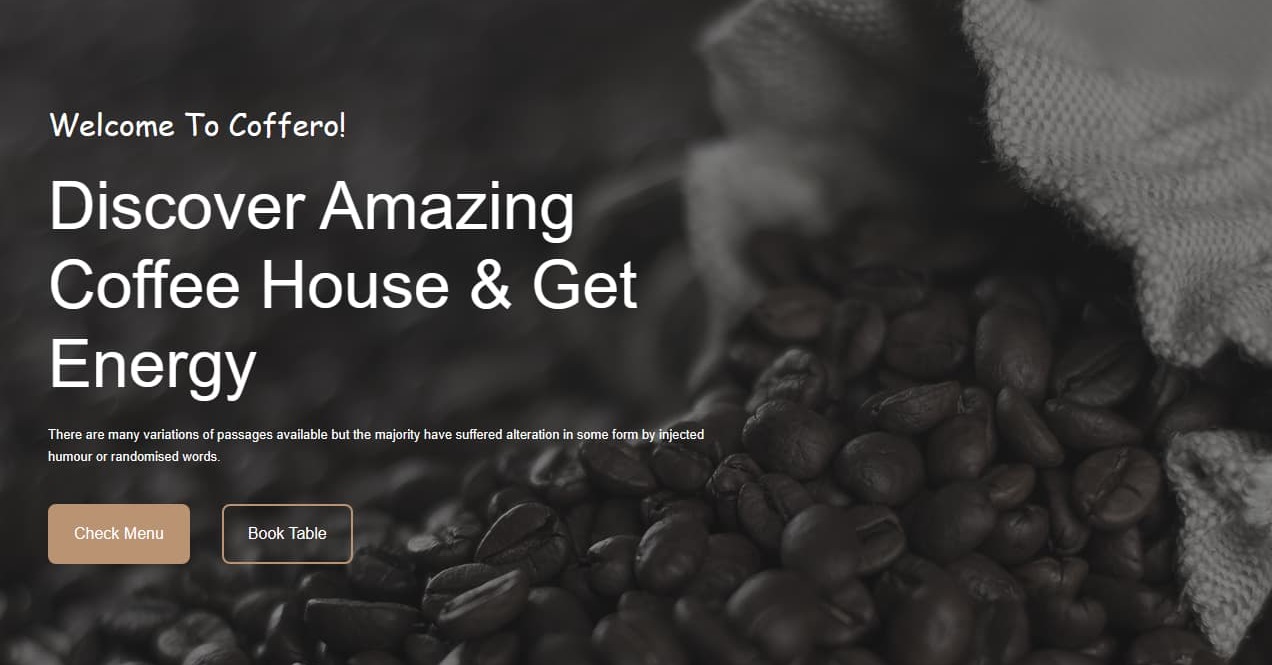 Welcome To Coffero!
Discover Amazing
Coffee House & Get
Energy
There are many variations of passages available but the majority have suffered alteration in some form by injected
humour or randomised words.
Check Menu
Book Table